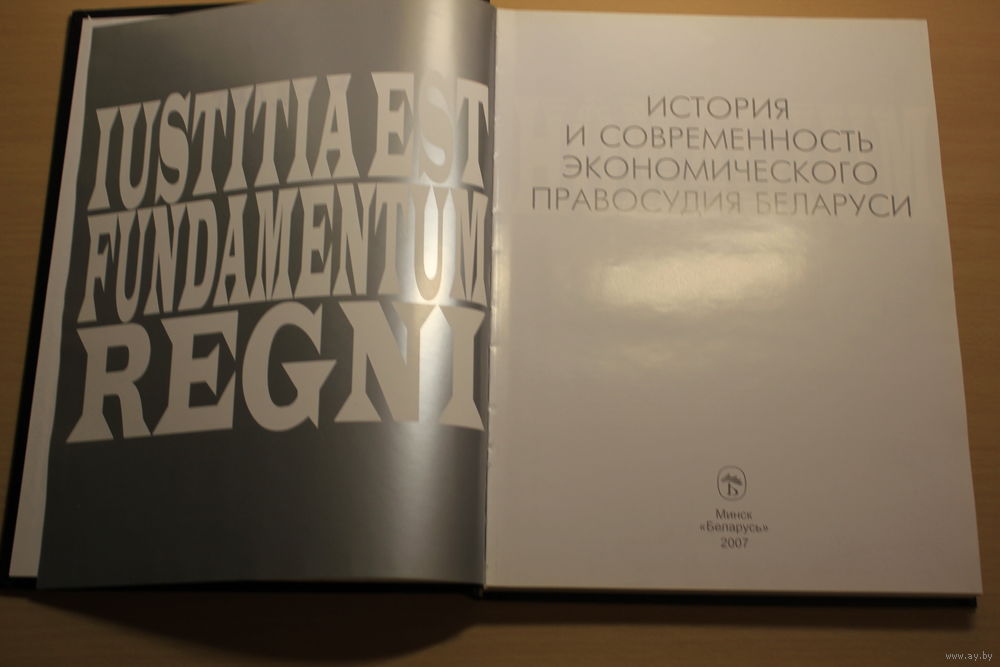 IUSTITIA EST
FUNDAMENTUM
REGNI
ИСТОРИЯ
И СОВРЕМЕННОСТЬ
ЭКОНОМИЧЕСКОГО
ПРАВОСУДИЯ БЕЛАРУСИ
Б
Минск
«Беларусь»
2007
www.ay.by